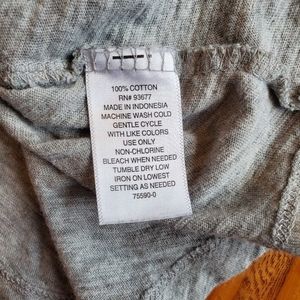 100% COTTON
RN# 93677
MADE IN INDONESIA
MACHINE WASH COLD
GENTLE CYCLE
WITH LIKE COLORS
USE ONLY
NON-CHLORINE
BLEACH WHEN NEEDED
TUMBLE DRY LOW
IRON ON LOWEST
SETTING AS NEEDED
75590-0